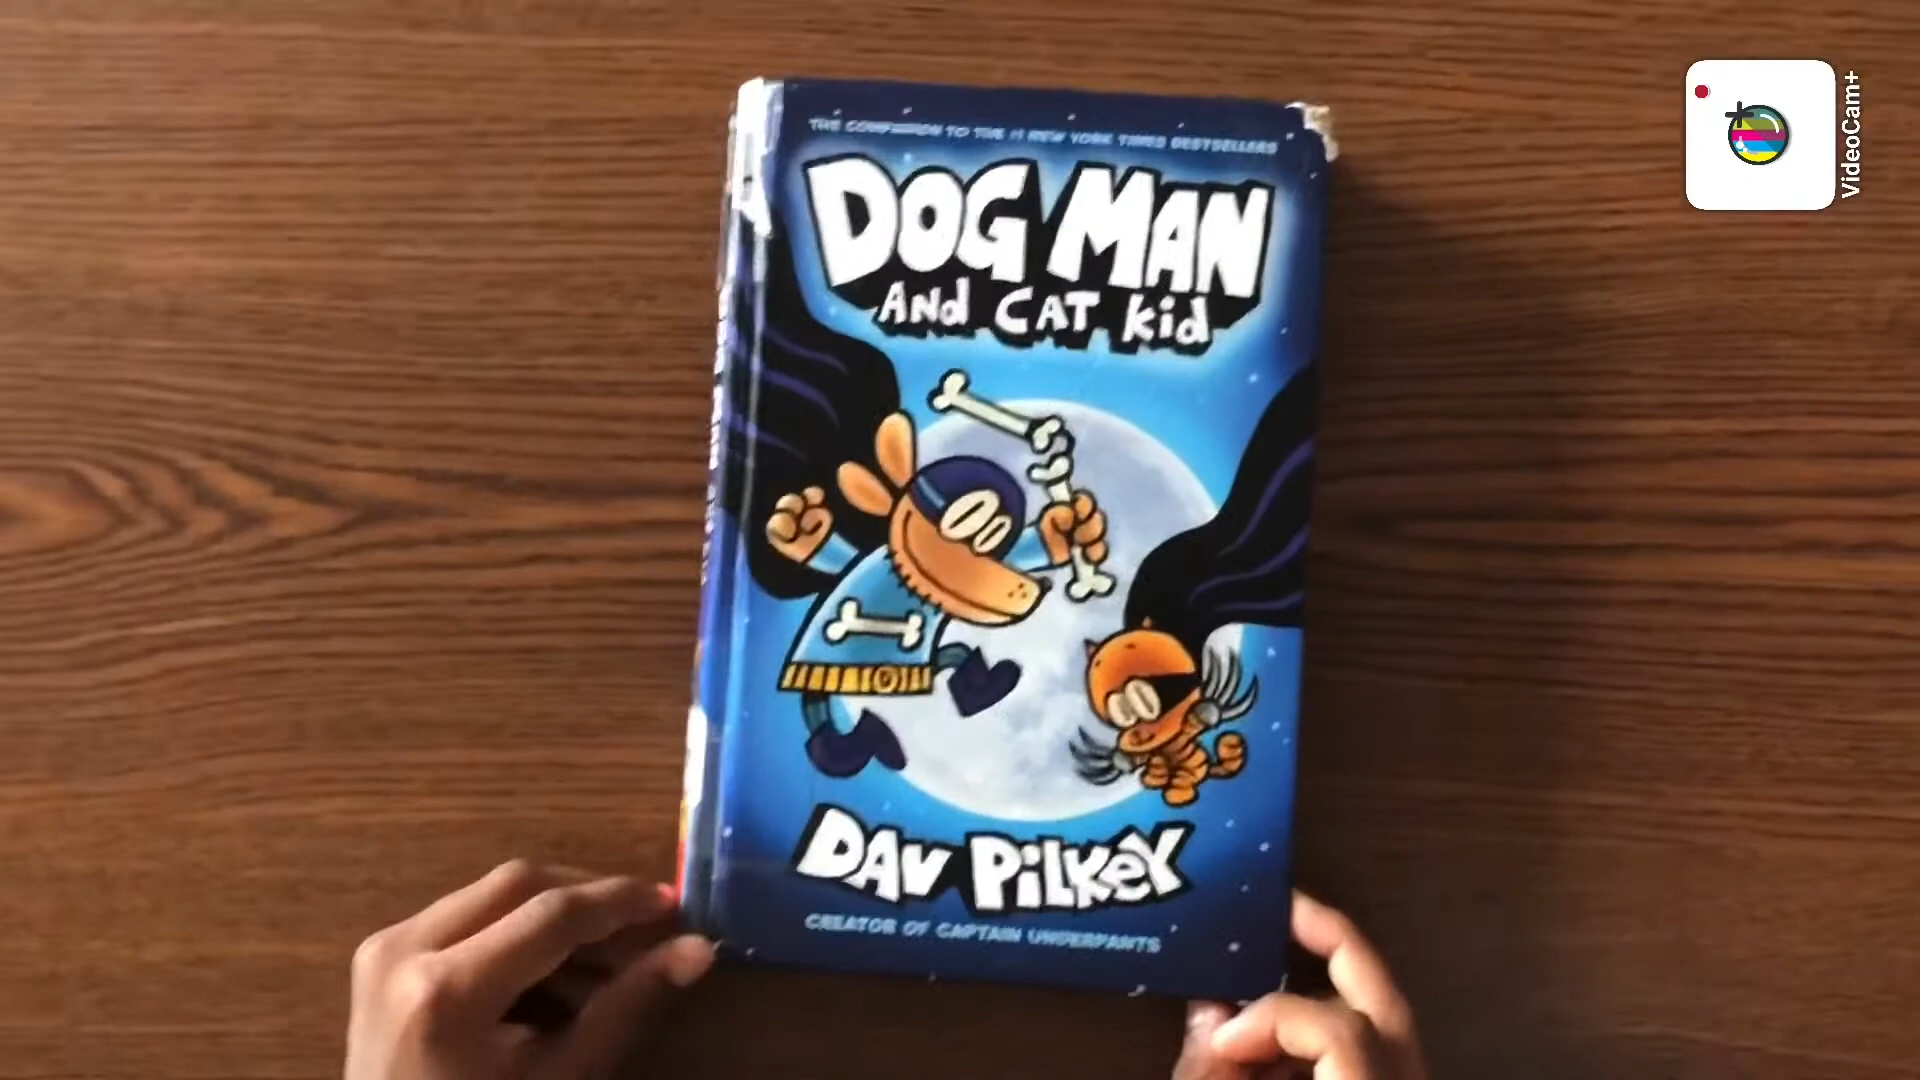 THE COMPANION TO THE #1 NEW YORK TIMES BESTSELLERS
DOG MAN
AND CAT Kid
DAV PiLKEY
CREATOR OF CAPTAIN UNDERPANTS
VideoCam+